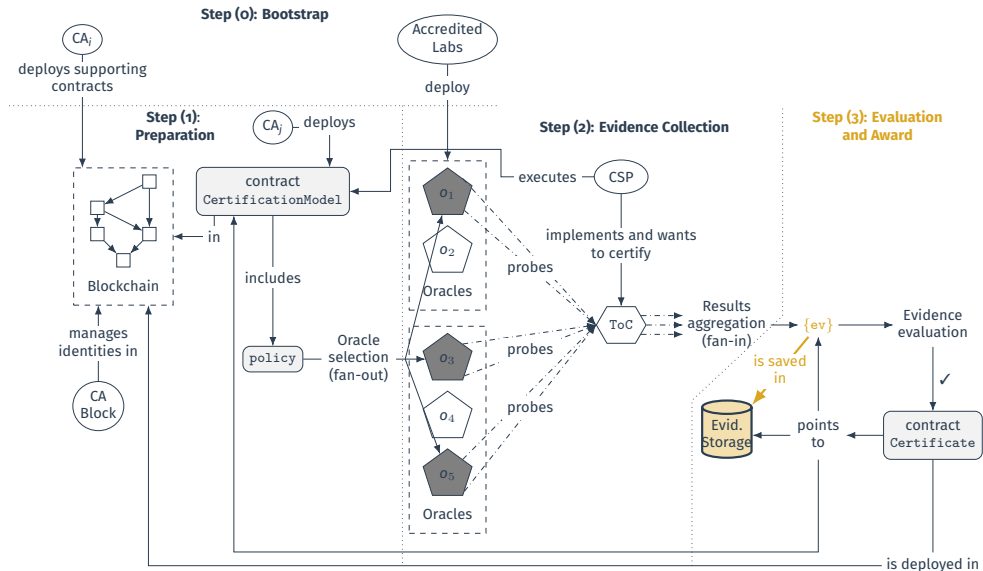 Step (0): Bootstrap
CAi
deploys supporting
contracts
Accredited
Labs
deploy
Step (1):
Preparation
CAj
deploys
Step (2): Evidence Collection
Step (3): Evaluation
and Award
contract
CertificationModel
in
Blockchain
manages
identities in
CA
Block
includes
policy
Oracle
selection
(fan-out)
o1
o2
Oracles
o3
o4
o5
Oracles
probes
probes
probes
executes
CSP
implements and wants
to certify
ToC
Results
aggregation
(fan-in)
{ev}
Evidence
evaluation
is saved
in
✓
Evid.
Storage
points
to
contract
Certificate
is deployed in